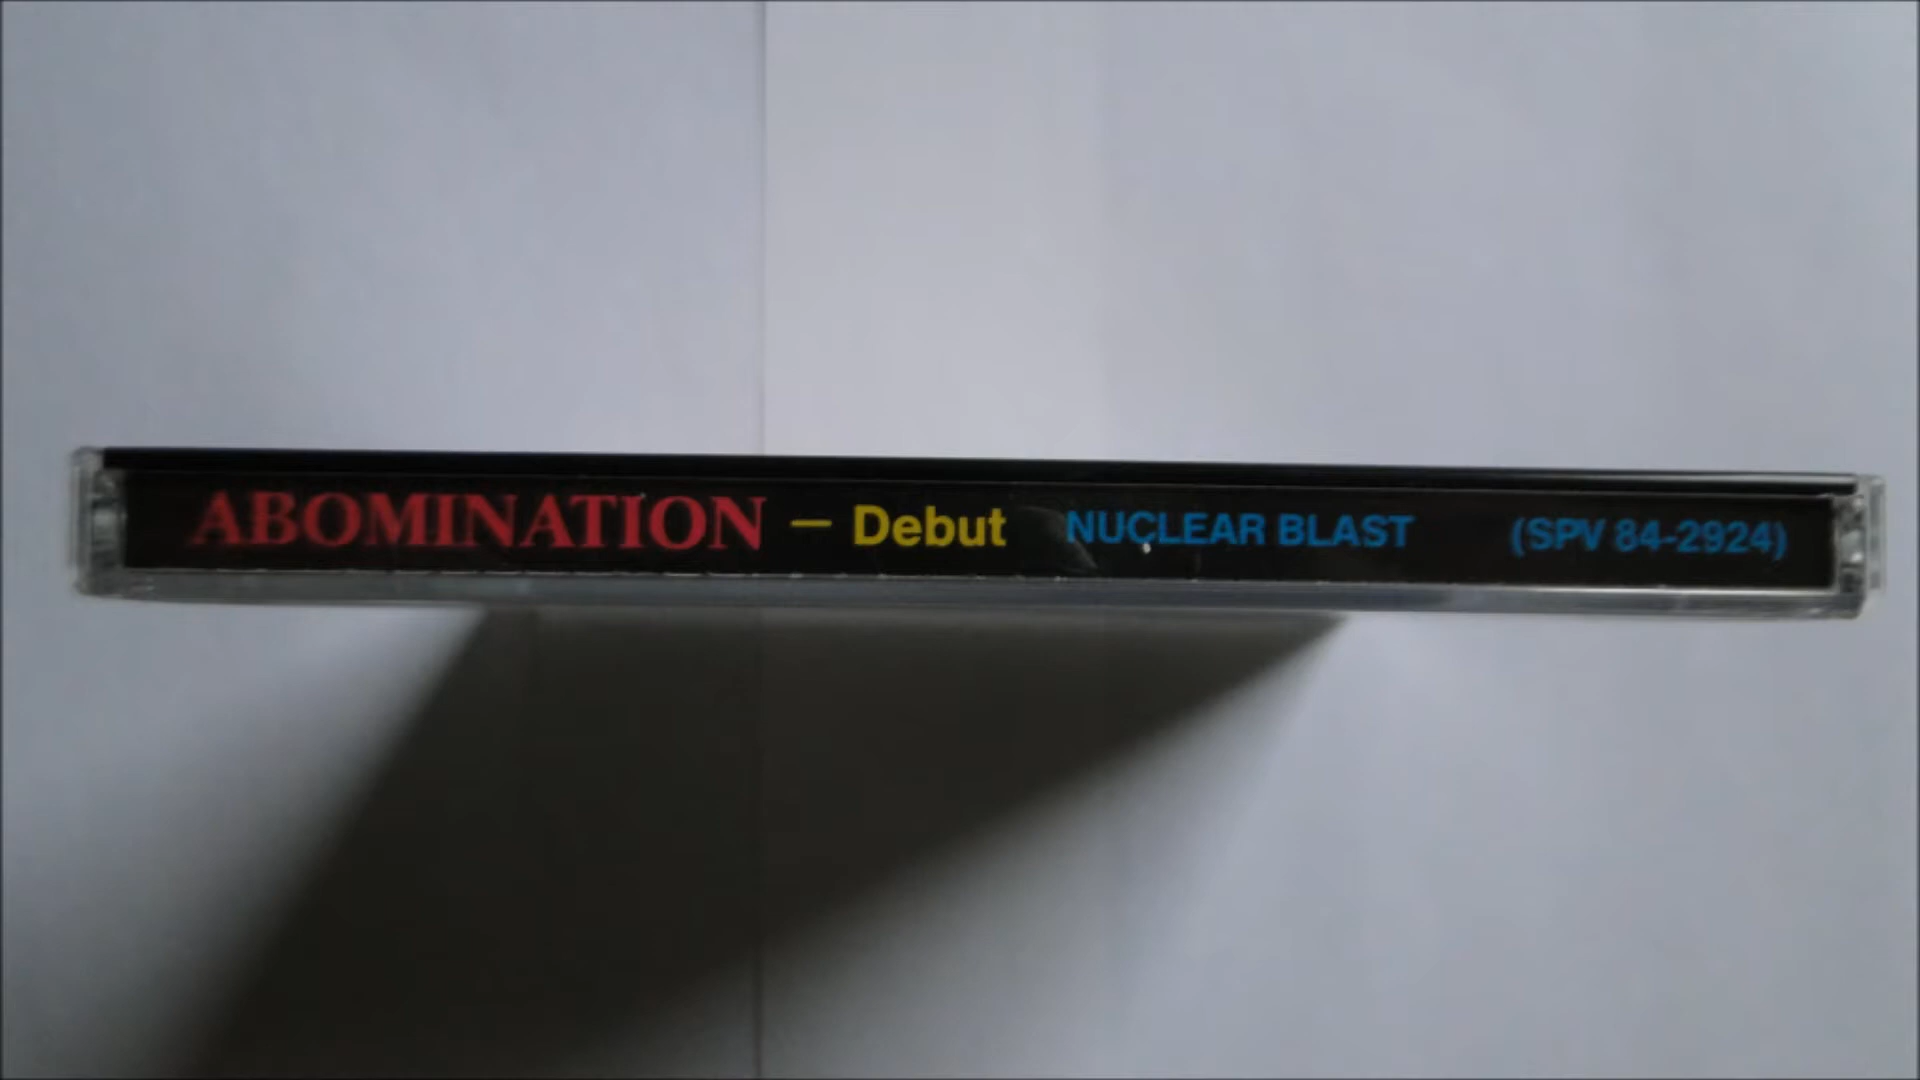 ABOMINATION — Debut NUCLEAR BLAST (SPV 84-2924)